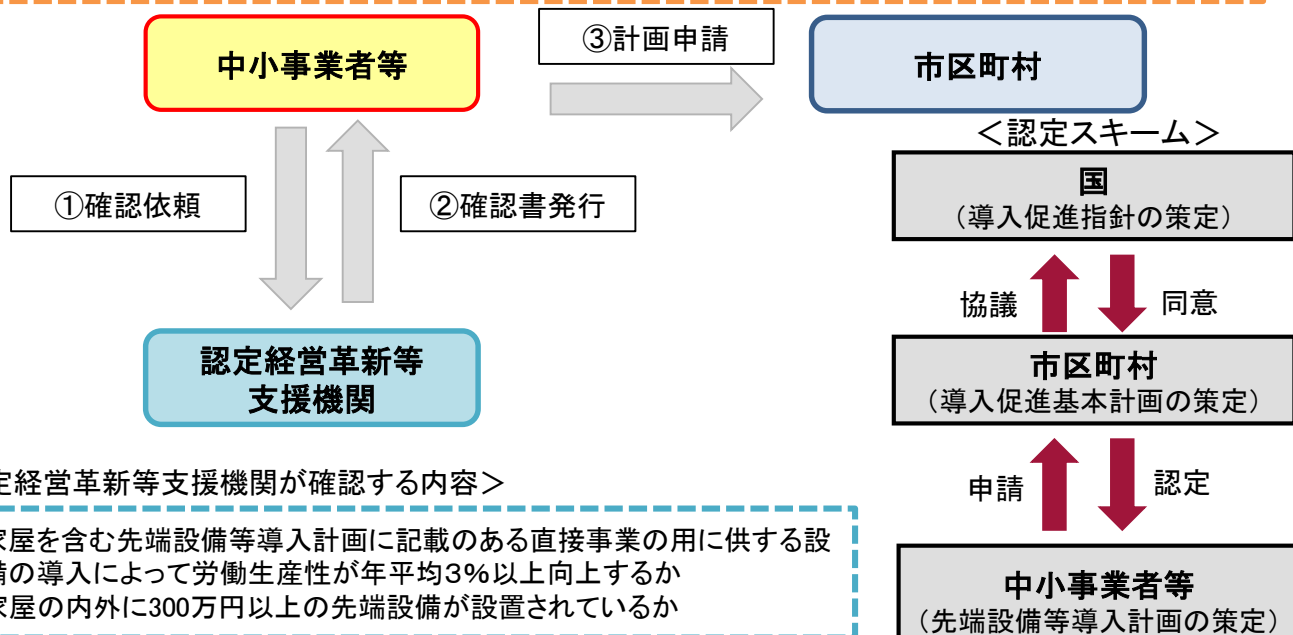 中小事業者等
③計画申請
市区町村
①確認依頼
②確認書発行
認定経営革新等
支援機関
<認定スキーム>
国
（導入促進指針の策定）
協議
同意
市区町村
（導入促進基本計画の策定）
申請
認定
中小事業者等
（先端設備等導入計画の策定）
定経営革新等支援機関が確認する内容>
家屋を含む先端設備等導入計画に記載のある直接事業の用に供する設
備の導入によって労働生産性が年平均３%以上向上するか
家屋の内外に300万円以上の先端設備が設置されているか